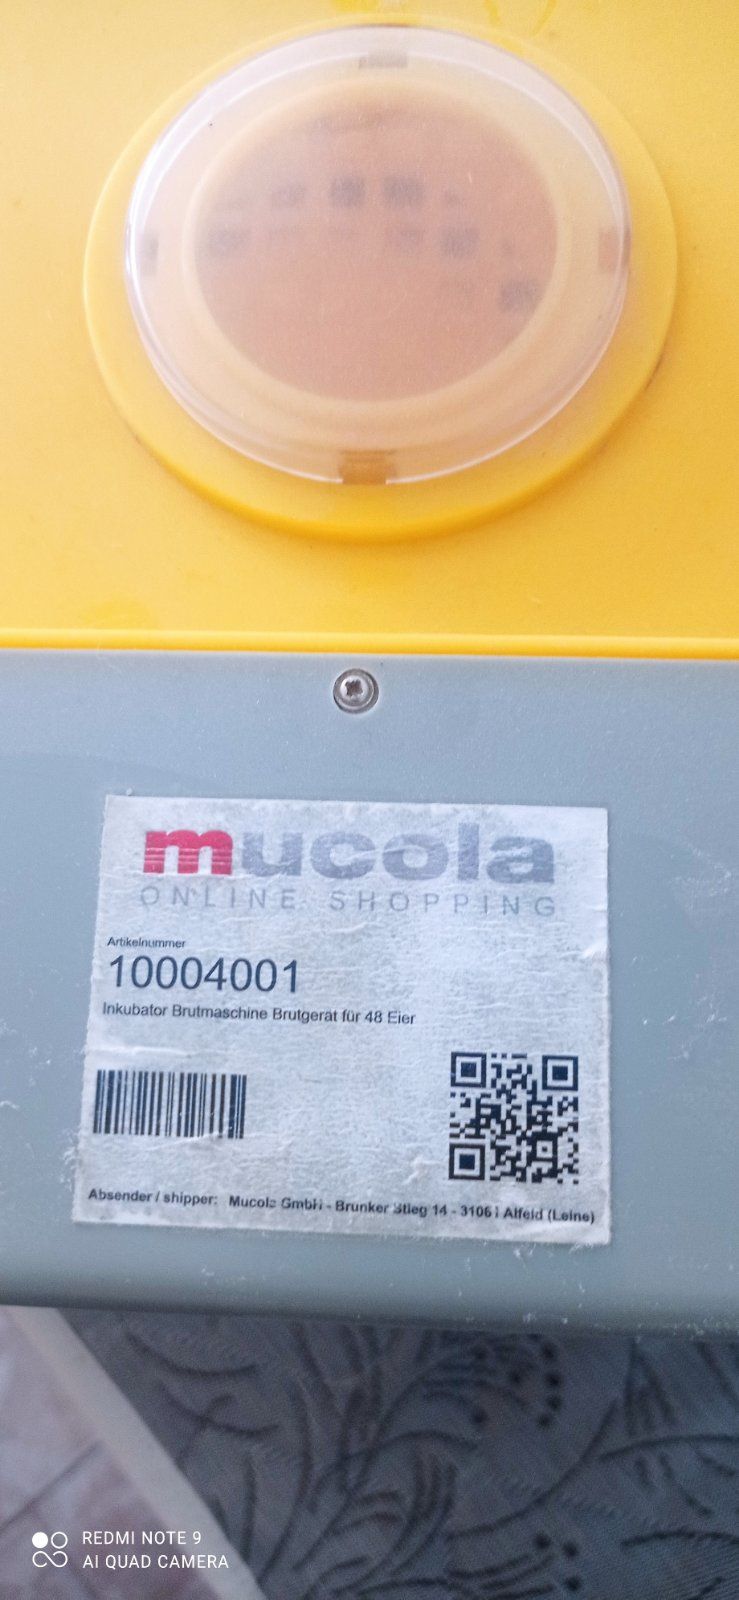 mucola
ONLINE SHOPPING
Artikelnummer
10004001
Inkubator Brutmaschine Brutgerät für 48 Eier
Absender / shipper: Mucola GmbH - Brunker Stieg 14 - 31061 Alfeld (Leine)
REDMI NOTE 9
AI QUAD CAMERA